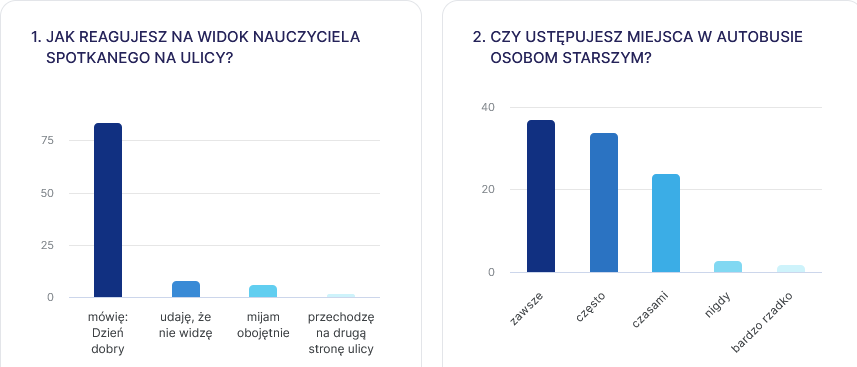 1. JAK REAGUJESZ NA WIDOK NAUCZYCIELA
SPOTKANEGO NA ULICY?
75
50
25
0
mówię:
Dzień
dobry
udaję, że
nie widzę
mijam
obojętnie
przechodzę
na drugą
stronę ulicy
2. CZY USTĘPUJESZ MIEJSCA W AUTOBUSIE
OSOBOM STARSZYM?
40
20
0
zawsze
często
czasami
nigdy
bardzo rzadko